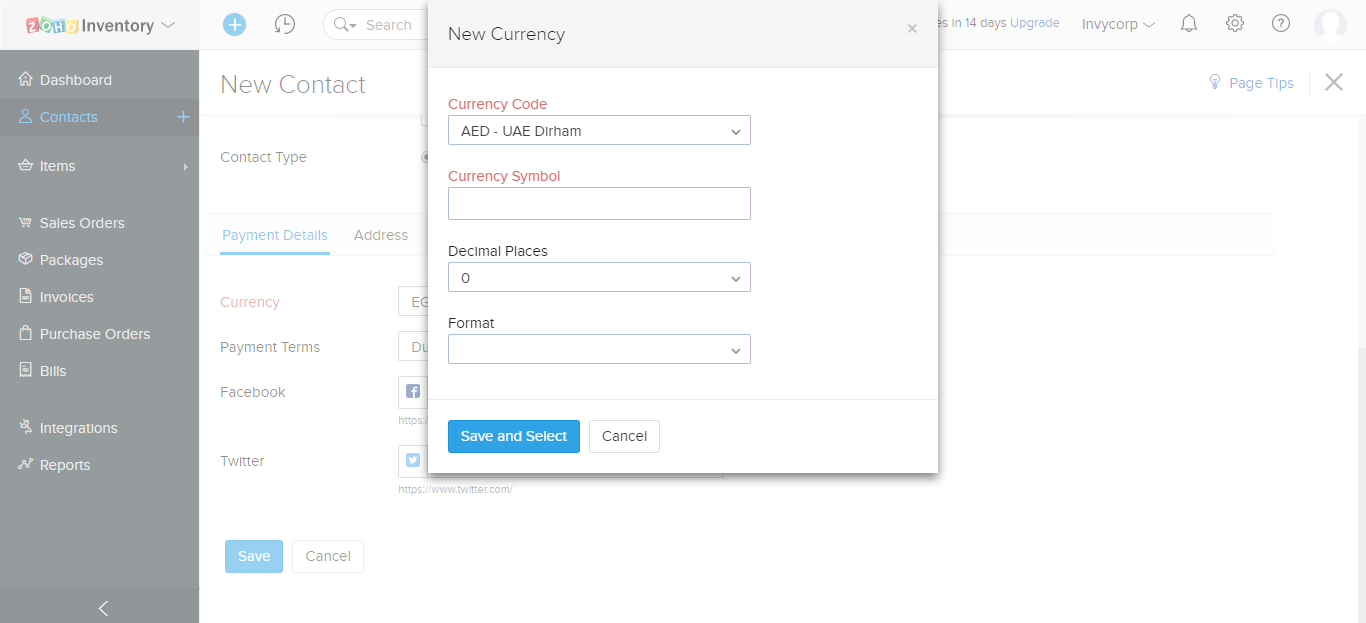 ZOHO Inventory
Search
es in 14 days Upgrade
Invycorp
Dashboard
Contacts
Items
Sales Orders
Packages
Invoices
Purchase Orders
Bills
Integrations
Reports
New Contact
Page Tips
Contact Type
Payment Details
Address
Currency
EG
Payment Terms
Du
Facebook
https:/
Twitter
https://www.twitter.com/
Save
Cancel
New Currency
Currency Code
AED - UAE Dirham
Currency Symbol
Decimal Places
0
Format
Save and Select
Cancel